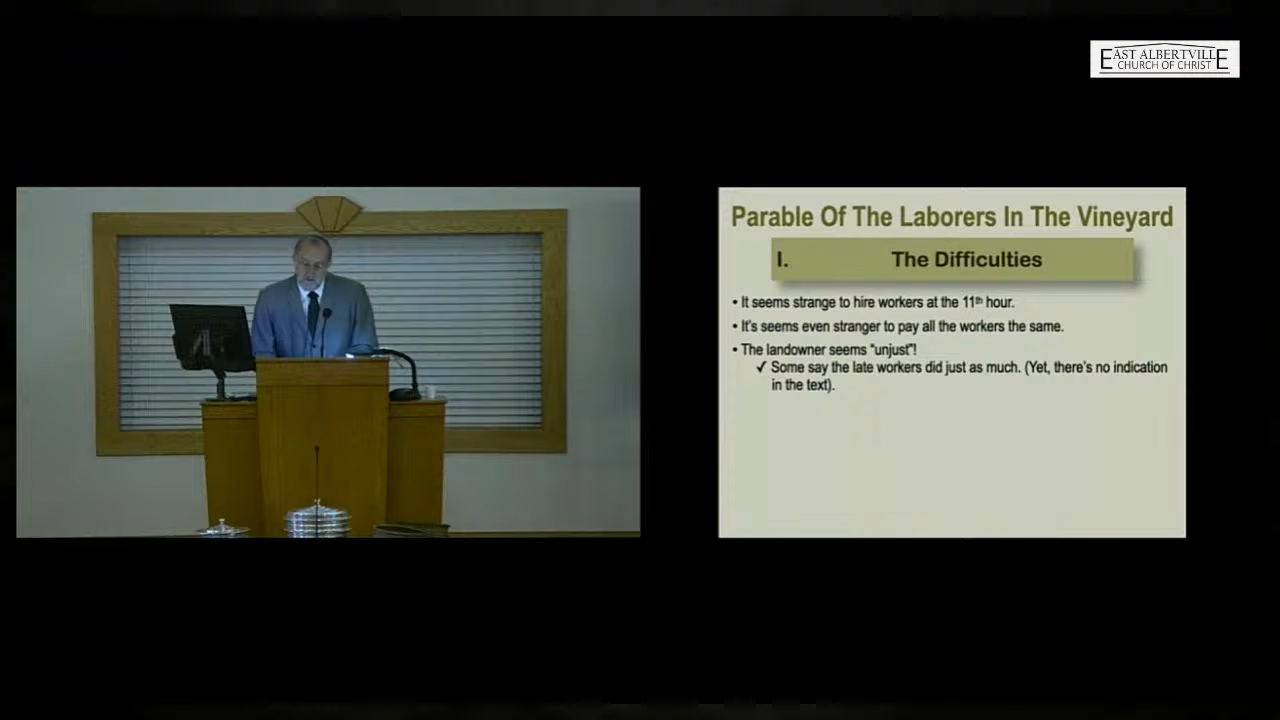 EAST ALBERTVILLE
CHURCH OF CHRIST
Parable Of The Laborers In The Vineyard
I. The Difficulties
• It seems strange to hire workers at the 11th hour.
• It's seems even stranger to pay all the workers the same.
• The landowner seems “unjust”!
✓ Some say the late workers did just as much. (Yet, there's no indication
in the text).